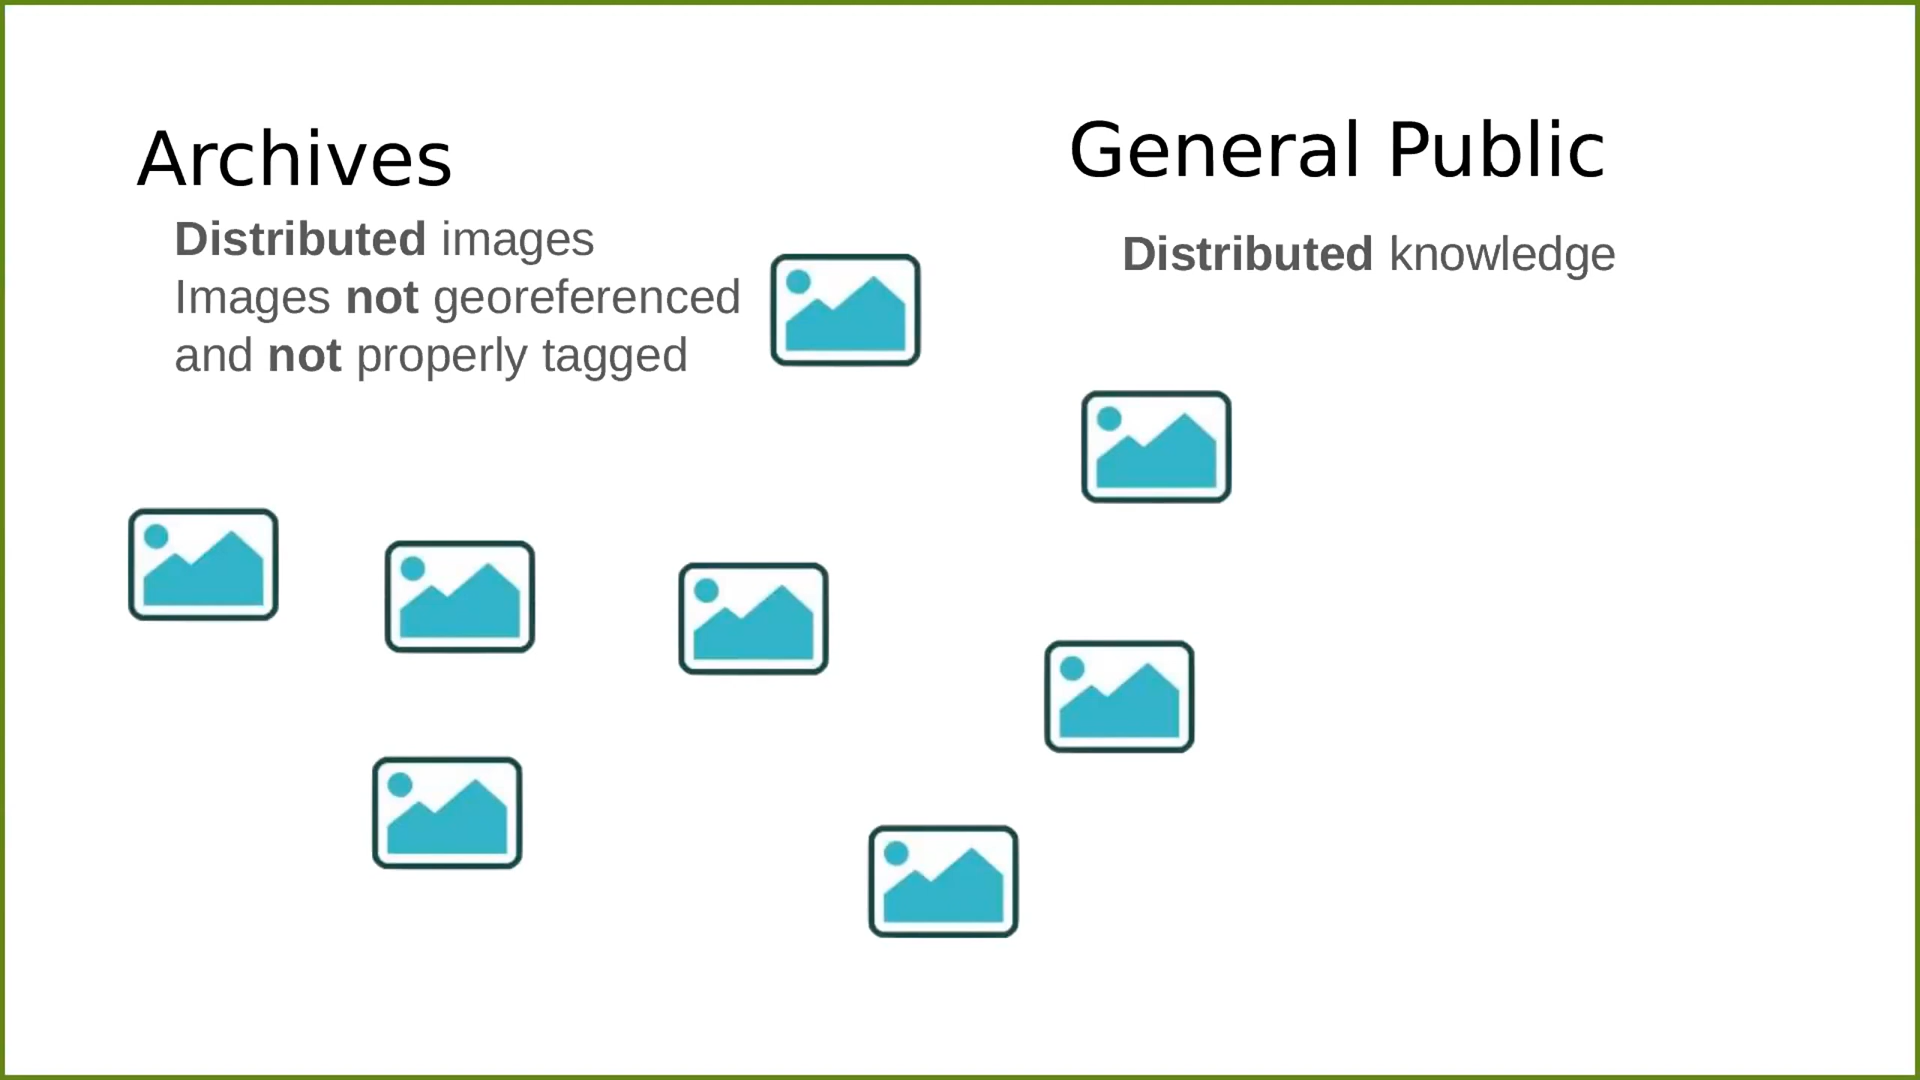 Archives
Distributed images
Images not georeferenced
and not properly tagged
General Public
Distributed knowledge